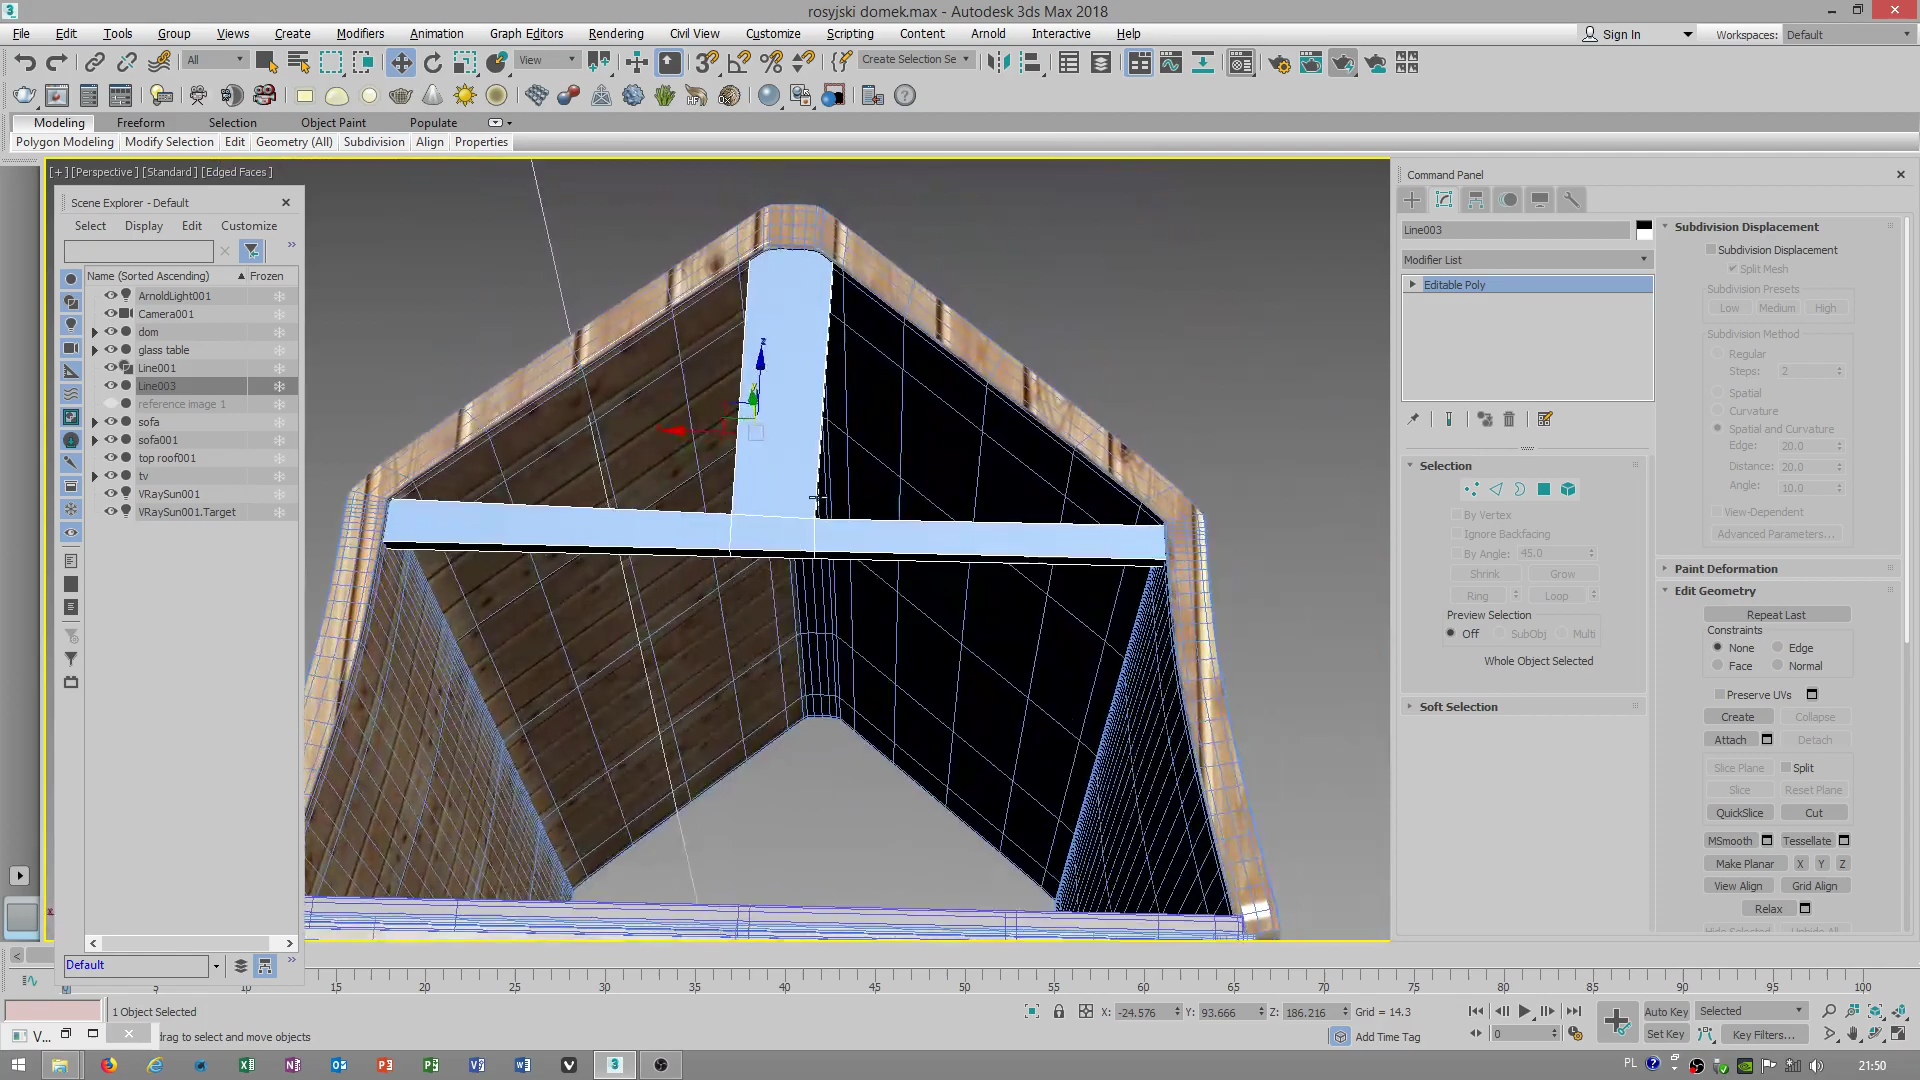 rosyjski domek.max - Autodesk 3ds Max 2018
File Edit Tools Group Views Create Modifiers Animation Graph Editors Rendering Civil View Customize Scripting Content Arnold Interactive Help
Sign In
Workspaces: Default
All
View
Create Selection Se
Modeling Freeform Selection Object Paint Populate
Polygon Modeling Modify Selection Edit Geometry (All) Subdivision Align Properties
[+] [Perspective] [Standard] [Edged Faces]
Scene Explorer - Default
Select Display Edit Customize
Name (Sorted Ascending) Frozen
ArnoldLight001
Camera001
dom
glass table
Line001
Line003
reference image 1
sofa
sofa001
top roof001
tv
VRaySun001
VRaySun001.Target
Default
Command Panel
Line003
Modifier List
Editable Poly
Selection
By Vertex
Ignore Backfacing
By Angle: 45.0
Shrink Grow
Ring Loop
Preview Selection
Off SubObj Multi
Whole Object Selected
Soft Selection
Subdivision Displacement
Subdivision Displacement
Split Mesh
Subdivision Presets
Low Medium High
Subdivision Method
Regular
Steps: 2
Spatial
Curvature
Spatial and Curvature
Edge: 20.0
Distance: 20.0
Angle: 10.0
View-Dependent
Advanced Parameters...
Paint Deformation
Edit Geometry
Repeat Last
Constraints
None Edge
Face Normal
Preserve UVs
Create Collapse
Attach Detach
Slice Plane Split
Slice Reset Plane
QuickSlice Cut
MSmooth Tessellate
Make Planar X Y Z
View Align Grid Align
Relax
5 10 15 20 25 30 35 40 45 50 55 60 65 70 75 80 85 90 95 100
1 Object Selected
X: -24.576 Y: 93.666 Z: 186.216 Grid = 14.3
Auto Key Selected
V... drag to select and move objects
Add Time Tag
0
Set Key Key Filters...
PL
21:50